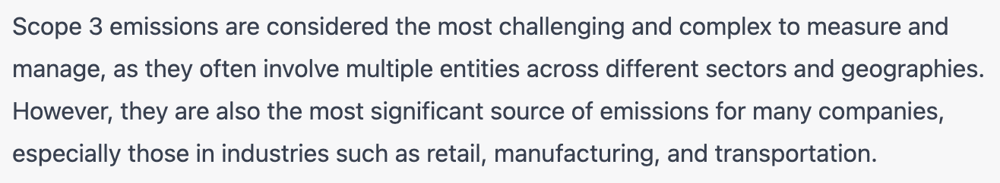 Scope 3 emissions are considered the most challenging and complex to measure and
manage, as they often involve multiple entities across different sectors and geographies.
However, they are also the most significant source of emissions for many companies,
especially those in industries such as retail, manufacturing, and transportation.